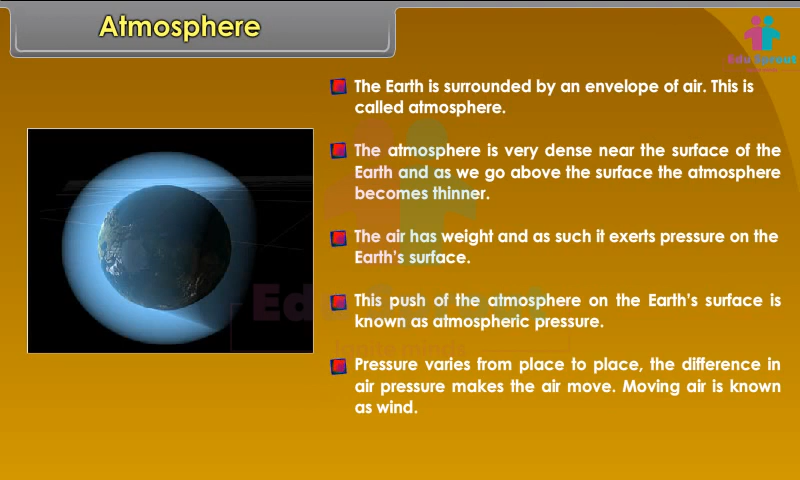 Atmosphere
Edu Sprout
The Earth is surrounded by an envelope of air. This is
called atmosphere.
The atmosphere is very dense near the surface of the
Earth and as we go above the surface the atmosphere
becomes thinner.
The air has weight and as such it exerts pressure on the
Earth's surface.
This push of the atmosphere on the Earth's surface is
known as atmospheric pressure.
Pressure varies from place to place, the difference in
air pressure makes the air move. Moving air is known
as wind.